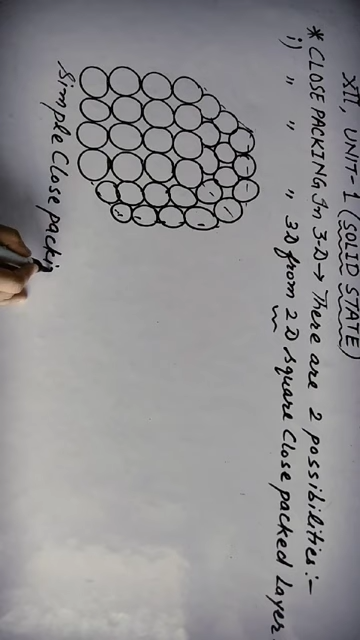 XII, UNIT-1 (SOLID STATE)
* CLOSE PACKING In 3-D → There are 2 possibilities :-
i) " " " 3D from 2D square Close packed Layer
Simple Close packi